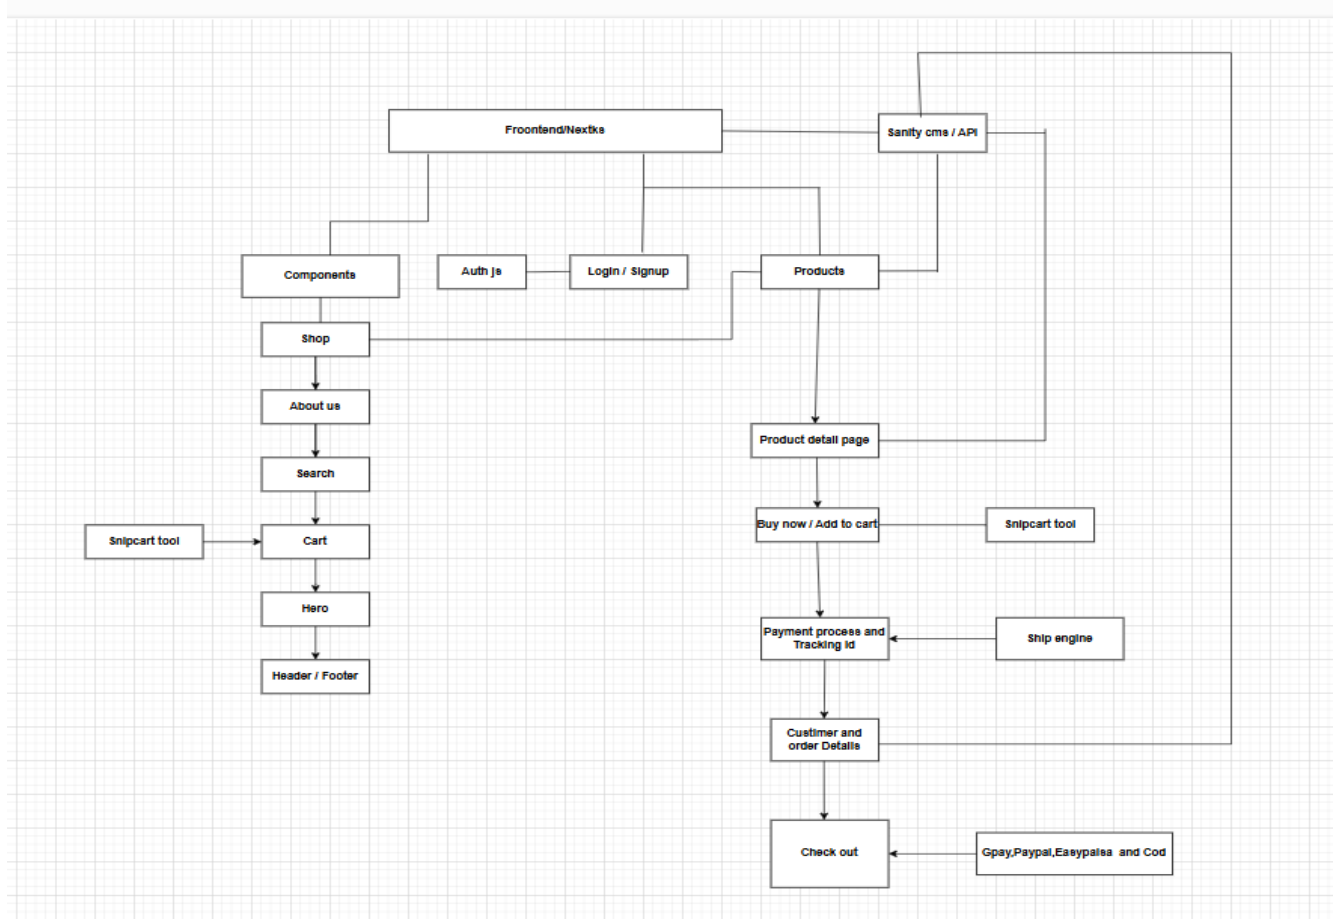 Froontend/Nextks
Sanity cms / API
Components
Auth js
Login / Signup
Products
Shop
About us
Product detail page
Search
Buy now / Add to cart
Snipcart tool
Snipcart tool
Cart
Hero
Payment process and
Tracking id
Ship engine
Header / Footer
Custimer and
order Details
Check out
Gpay,Paypal,Easypaisa and Cod